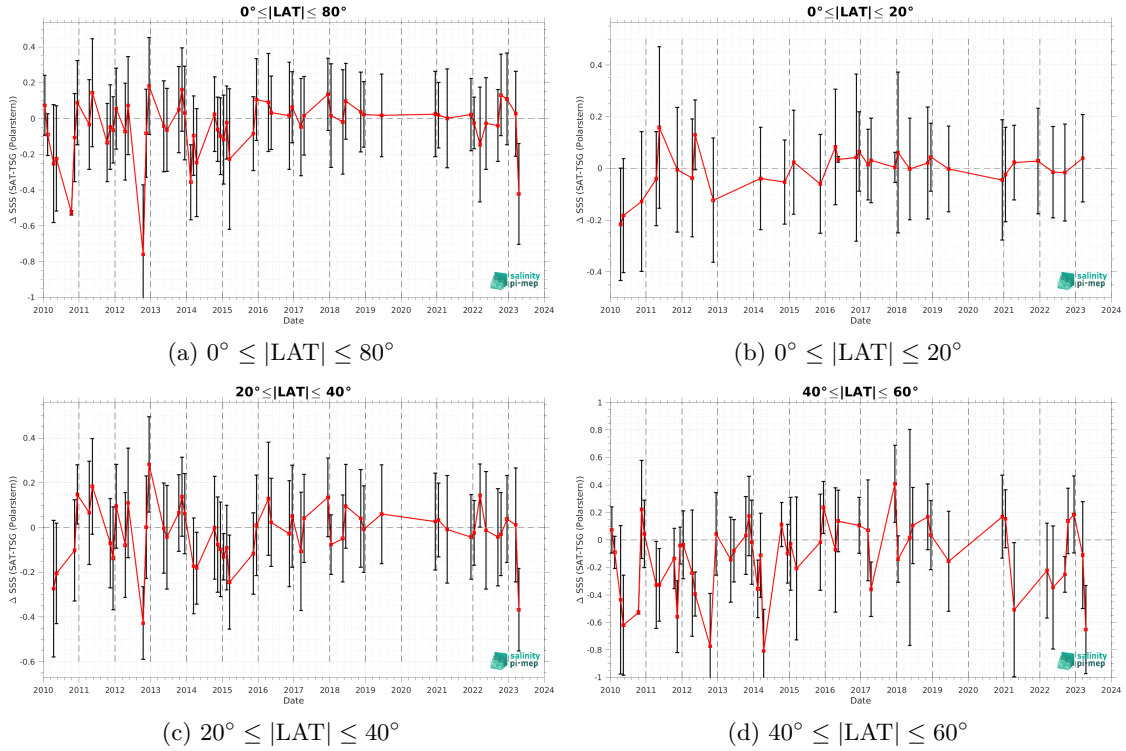 0°≤|LAT|≤ 80°
Δ SSS (SAT-TSG (Polarstern))
0.4
0.2
0
-0.2
-0.4
-0.6
-0.8
-1
2010 2011 2012 2013 2014 2015 2016 2017 2018 2019 2020 2021 2022 2023 2024
Date
salinity
pi-mep
(a) 0° ≤ |LAT| ≤ 80°
0°≤|LAT|≤ 20°
Δ SSS (SAT-TSG (Polarstern))
0.4
0.2
0
-0.2
-0.4
2010 2011 2012 2013 2014 2015 2016 2017 2018 2019 2020 2021 2022 2023 2024
Date
salinity
pi-mep
(b) 0° ≤ |LAT| ≤ 20°
20°≤|LAT|≤ 40°
Δ SSS (SAT-TSG (Polarstern))
0.4
0.2
0
-0.2
-0.4
-0.6
2010 2011 2012 2013 2014 2015 2016 2017 2018 2019 2020 2021 2022 2023 2024
Date
salinity
pi-mep
(c) 20° ≤ |LAT| ≤ 40°
40°≤|LAT|≤ 60°
Δ SSS (SAT-TSG (Polarstern))
1
0.8
0.6
0.4
0.2
0
-0.2
-0.4
-0.6
-0.8
-1
2010 2011 2012 2013 2014 2015 2016 2017 2018 2019 2020 2021 2022 2023 2024
Date
salinity
pi-mep
(d) 40° ≤ |LAT| ≤ 60°